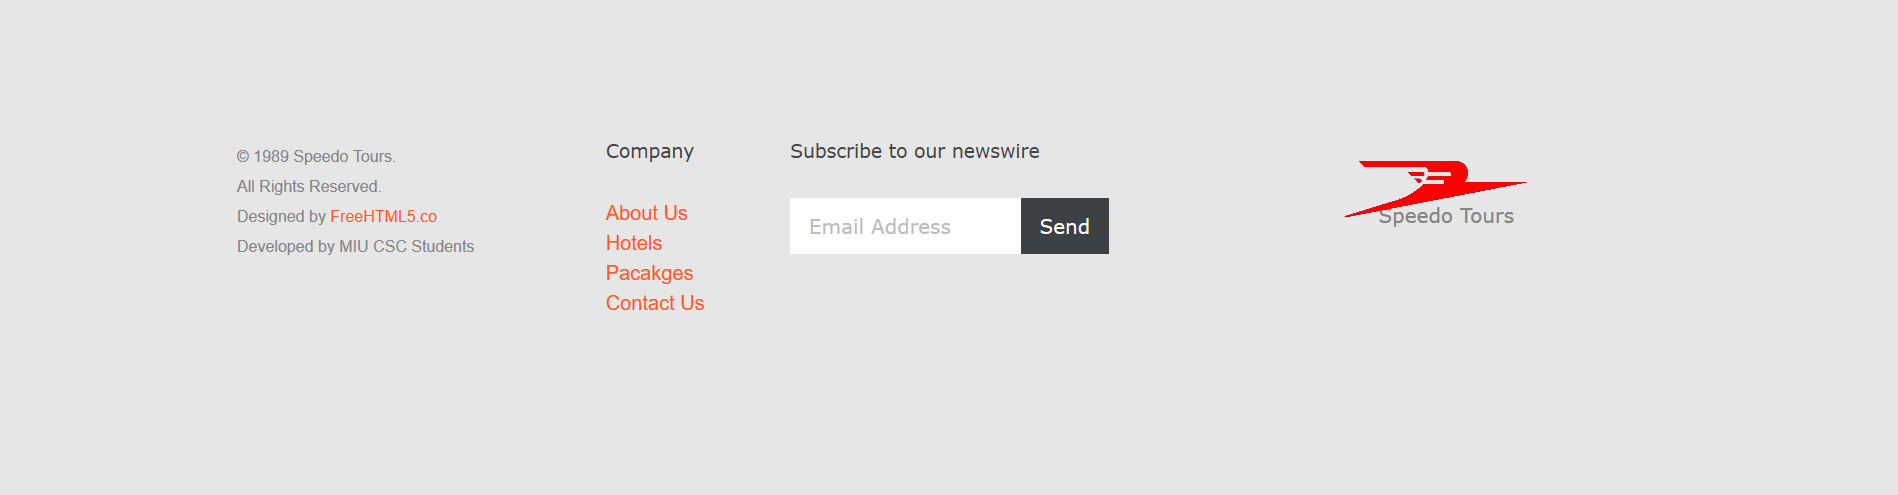 © 1989 Speedo Tours.
All Rights Reserved.
Designed by FreeHTML5.co
Developed by MIU CSC Students
Company
About Us
Hotels
Pacakges
Contact Us
Subscribe to our newswire
Email Address
Send
Speedo Tours